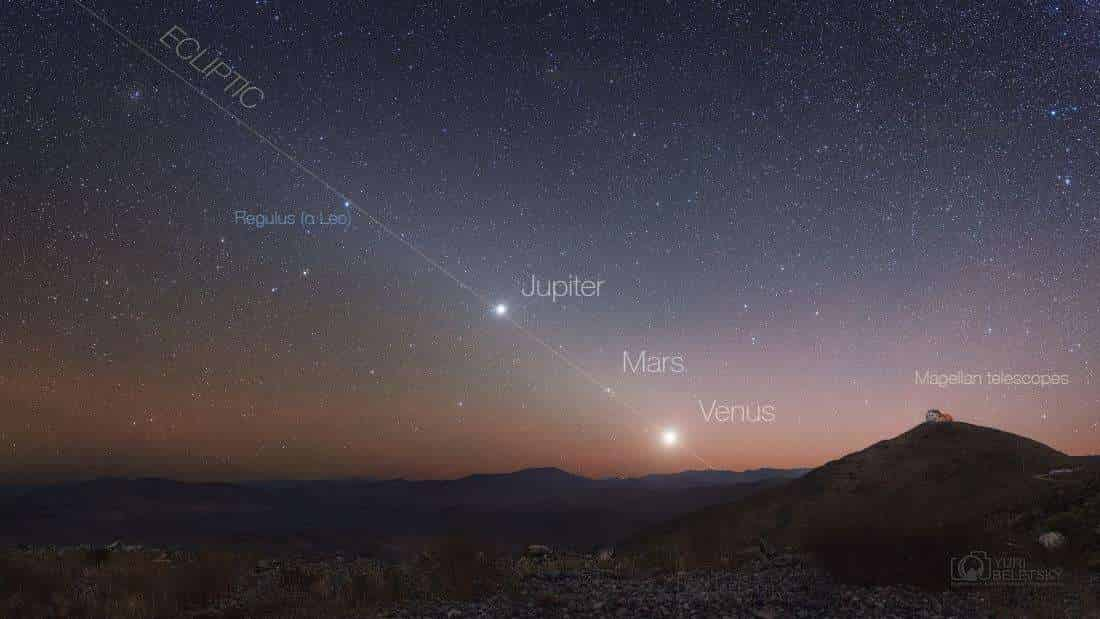 ECLIPTIC
Regulus (α Leo)
Jupiter
Mars
Venus
Magellan telescopes
YURI
BELETSKY